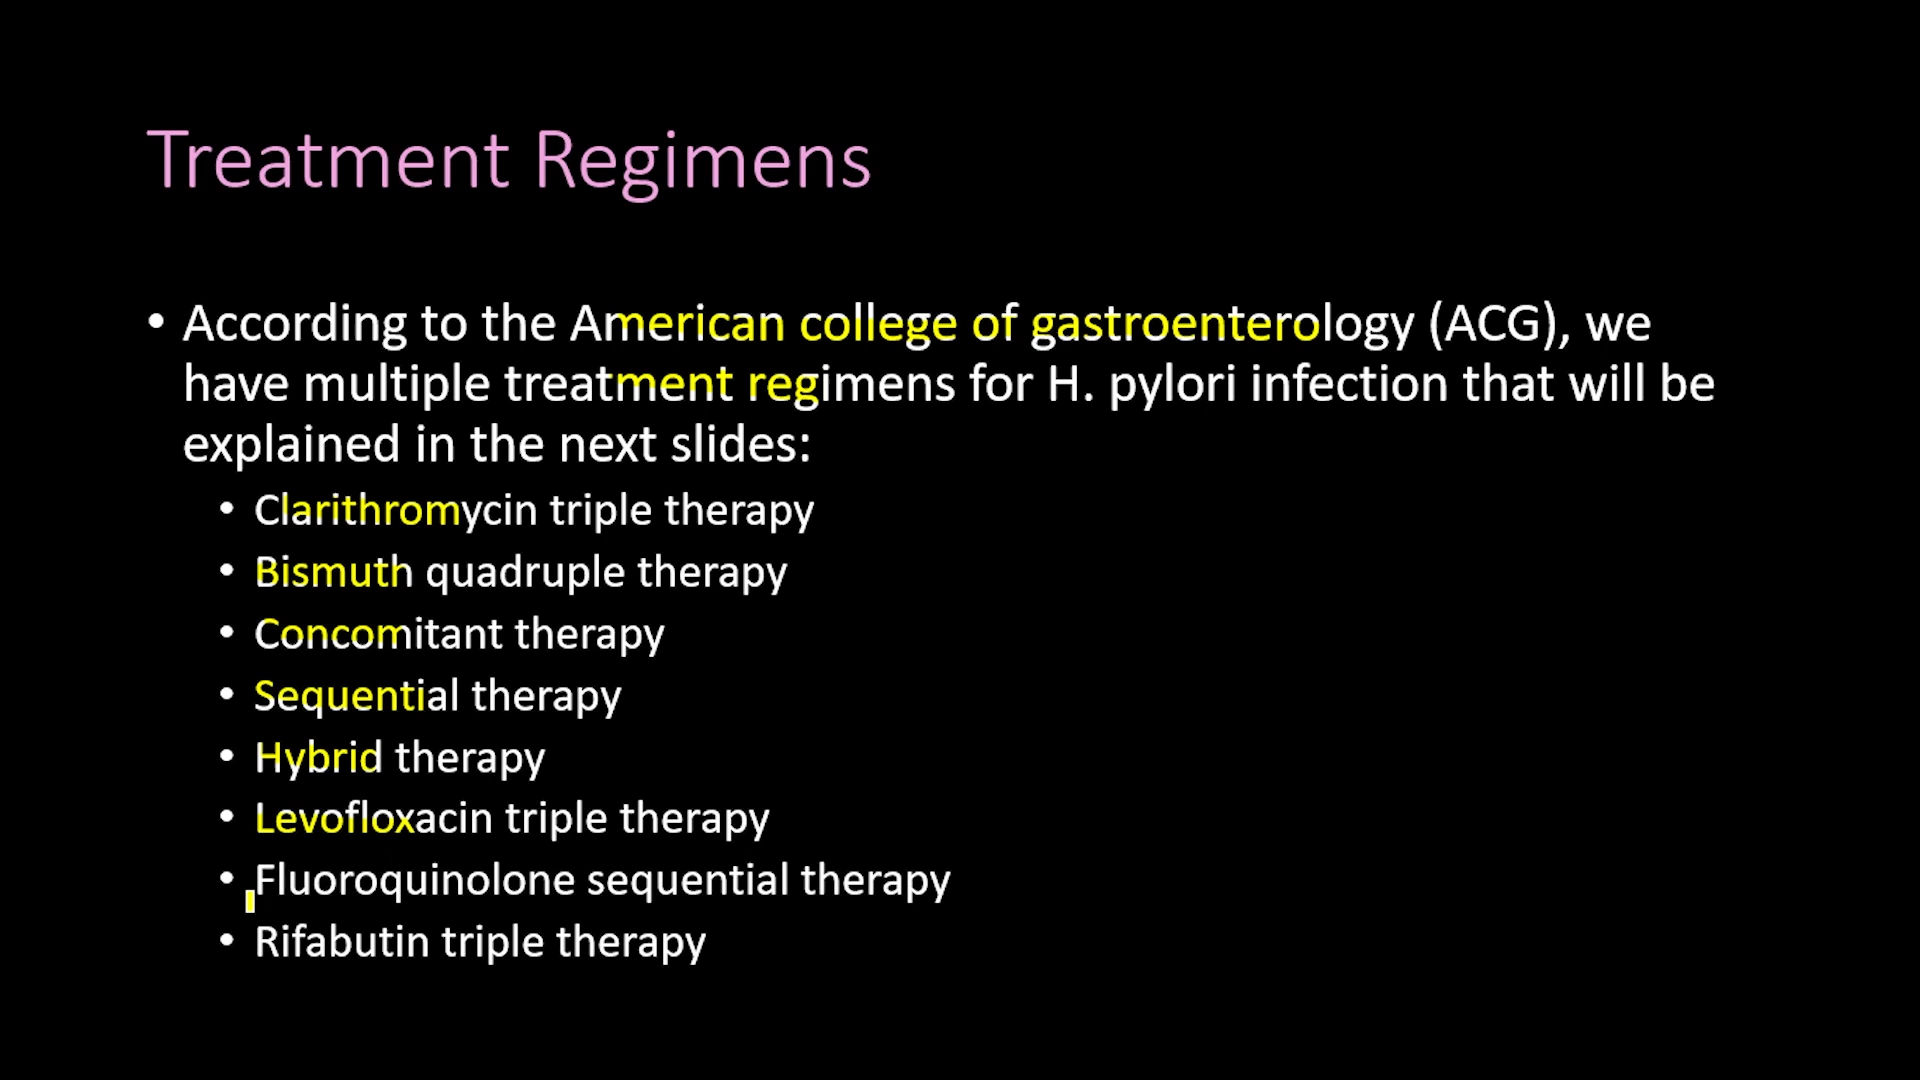 Treatment Regimens
• According to the American college of gastroenterology (ACG), we
have multiple treatment regimens for H. pylori infection that will be
explained in the next slides:
• Clarithromycin triple therapy
• Bismuth quadruple therapy
• Concomitant therapy
• Sequential therapy
• Hybrid therapy
• Levofloxacin triple therapy
• Fluoroquinolone sequential therapy
• Rifabutin triple therapy